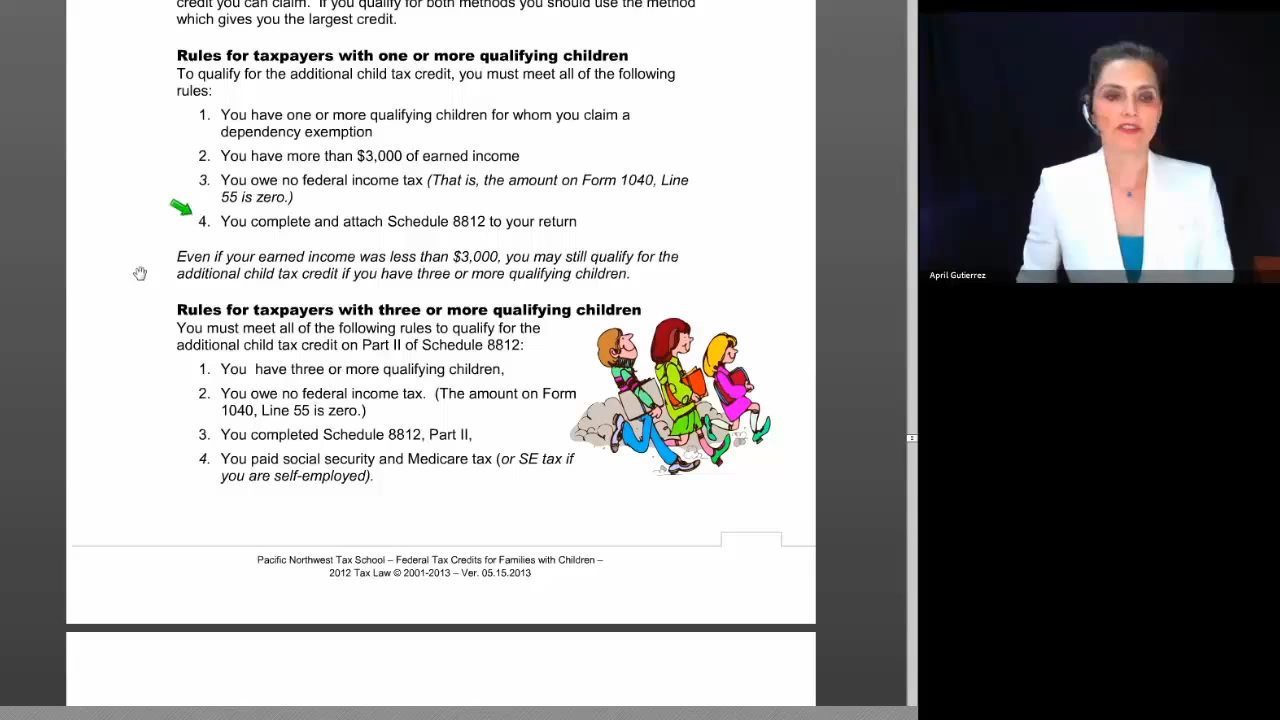 credit you can claim. If you qualify for both methods you should use the method
which gives you the largest credit.
Rules for taxpayers with one or more qualifying children
To qualify for the additional child tax credit, you must meet all of the following
rules:
1. You have one or more qualifying children for whom you claim a
dependency exemption
2. You have more than $3,000 of earned income
3. You owe no federal income tax (That is, the amount on Form 1040, Line
55 is zero.)
4. You complete and attach Schedule 8812 to your return
Even if your earned income was less than $3,000, you may still qualify for the
additional child tax credit if you have three or more qualifying children.
Rules for taxpayers with three or more qualifying children
You must meet all of the following rules to qualify for the
additional child tax credit on Part II of Schedule 8812:
1. You have three or more qualifying children,
2. You owe no federal income tax. (The amount on Form
1040, Line 55 is zero.)
3. You completed Schedule 8812, Part II,
4. You paid social security and Medicare tax (or SE tax if
you are self-employed).
Pacific Northwest Tax School – Federal Tax Credits for Families with Children –
2012 Tax Law © 2001-2013 – Ver. 05.15.2013
April Gutierrez